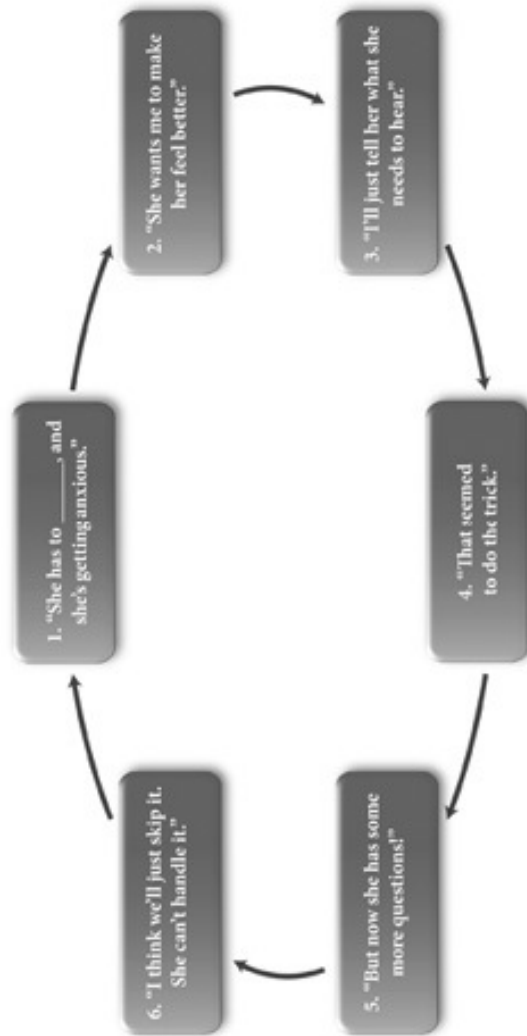 1. “She has to ______, and
she’s getting anxious.”
2. “She wants me to make
her feel better.”
3. “I’ll just tell her what she
needs to hear.”
4. “That seemed
to do the trick.”
5. “But now she has some
more questions!”
6. “I think we’ll just skip it.
She can’t handle it.”